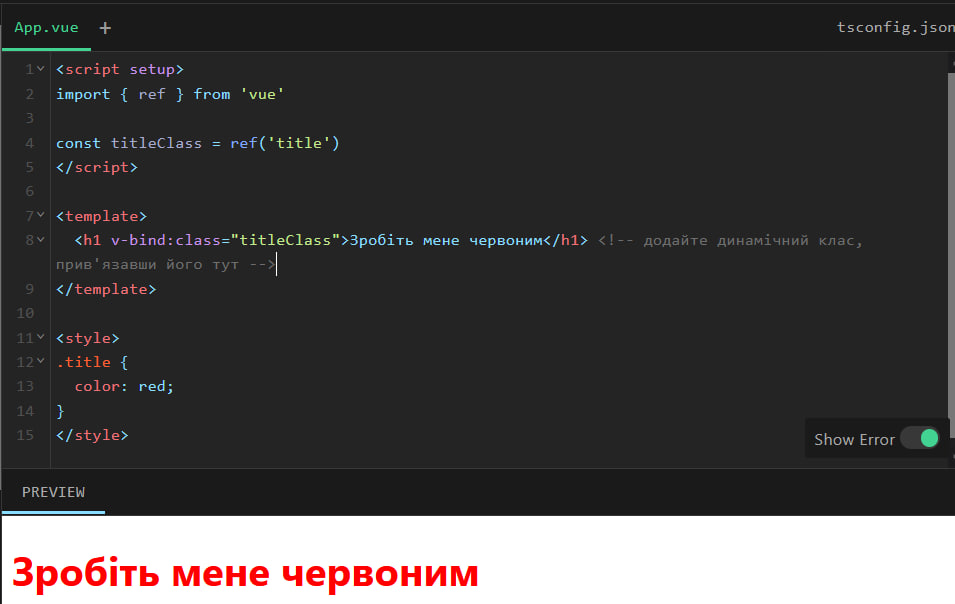 App.vue + tsconfig.json
1 <script setup>
2 import { ref } from 'vue'
3
4 const titleClass = ref('title')
5 </script>
6
7 <template>
8 <h1 v-bind:class="titleClass">Зробіть мене червоним</h1> <!-- додайте динамічний клас,
прив'язавши його тут -->
9 </template>
10
11 <style>
12 .title {
13 color: red;
14 }
15 </style>
Show Error
PREVIEW
Зробіть мене червоним